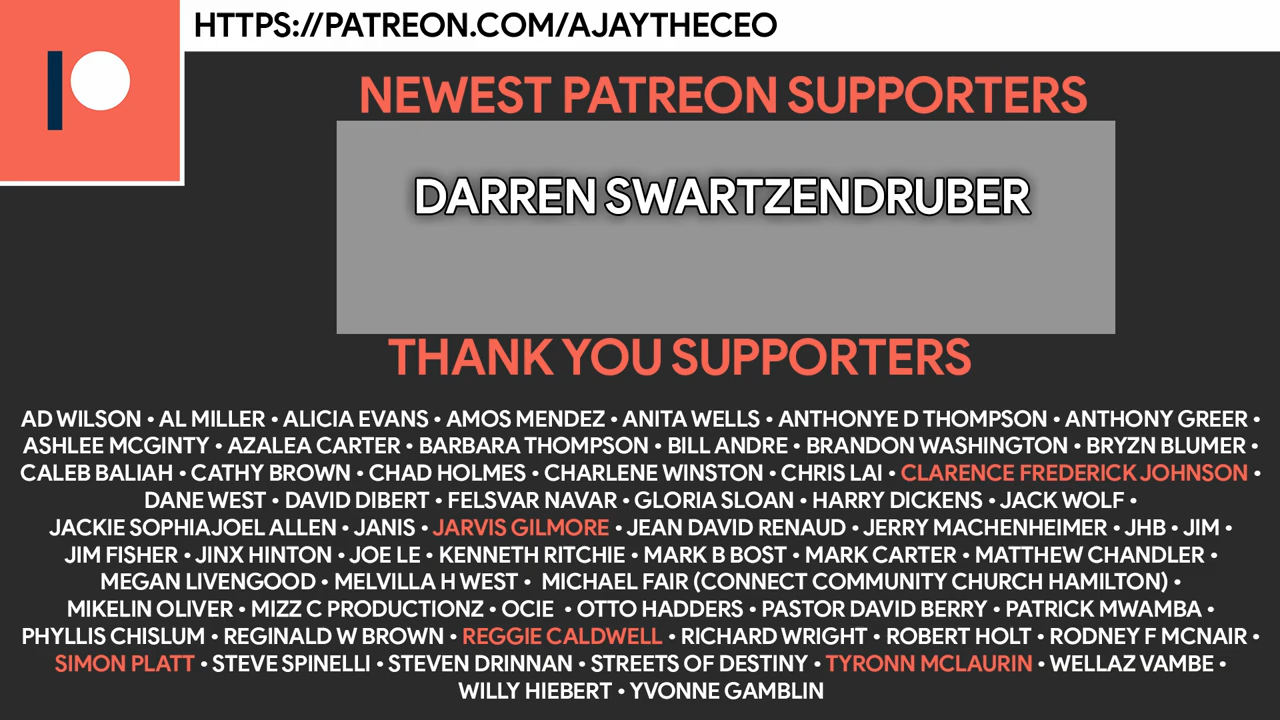 HTTPS://PATREON.COM/AJAYTHECEO
NEWEST PATREON SUPPORTERS
DARREN SWARTZENDRUBER
THANK YOU SUPPORTERS
AD WILSON • AL MILLER • ALICIA EVANS • AMOS MENDEZ • ANITA WELLS • ANTHONYE D THOMPSON • ANTHONY GREER •
ASHLEE MCGINTY • AZALEA CARTER • BARBARA THOMPSON • BILL ANDRE • BRANDON WASHINGTON • BRYZN BLUMER •
CALEB BALIAH • CATHY BROWN • CHAD HOLMES • CHARLENE WINSTON • CHRIS LAI • CLARENCE FREDERICK JOHNSON •
DANE WEST • DAVID DIBERT • FELSVAR NAVAR • GLORIA SLOAN • HARRY DICKENS • JACK WOLF •
JACKIE SOPHIAJOEL ALLEN • JANIS • JARVIS GILMORE • JEAN DAVID RENAUD • JERRY MACHENHEIMER • JHB • JIM •
JIM FISHER • JINX HINTON • JOE LE • KENNETH RITCHIE • MARK B BOST • MARK CARTER • MATTHEW CHANDLER •
MEGAN LIVENGOOD • MELVILLA H WEST • MICHAEL FAIR (CONNECT COMMUNITY CHURCH HAMILTON) •
MIKELIN OLIVER • MIZZ C PRODUCTIONZ • OCIE • OTTO HADDERS • PASTOR DAVID BERRY • PATRICK MWAMBA •
PHYLLIS CHISLUM • REGINALD W BROWN • REGGIE CALDWELL • RICHARD WRIGHT • ROBERT HOLT • RODNEY F MCNAIR •
SIMON PLATT • STEVE SPINELLI • STEVEN DRINNAN • STREETS OF DESTINY • TYRONN MCLAURIN • WELLAZ VAMBE •
WILLY HIEBERT • YVONNE GAMBLIN